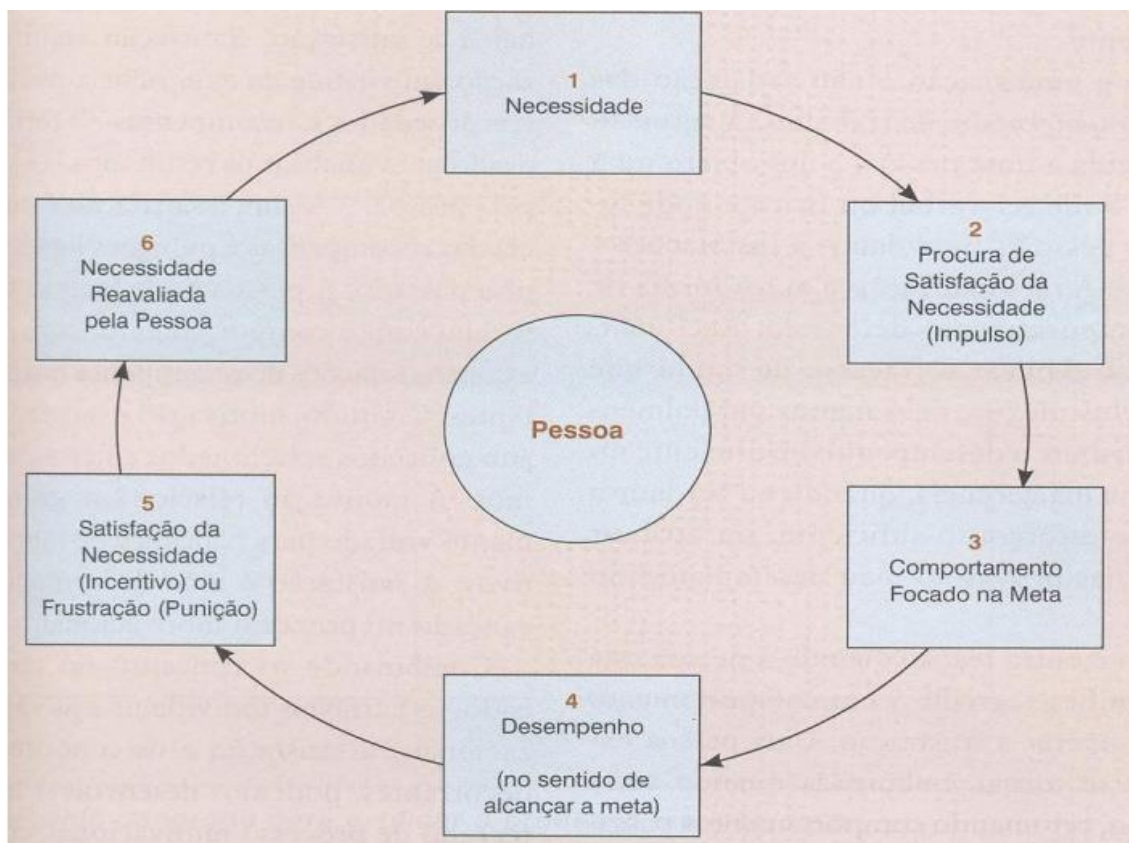 1
Necessidade
2
Procura de
Satisfação da
Necessidade
(Impulso)
3
Comportamento
Focado na Meta
4
Desempenho
(no sentido de
alcançar a meta)
5
Satisfação da
Necessidade
(Incentivo) ou
Frustração (Punição)
6
Necessidade
Reavaliada
pela Pessoa
Pessoa